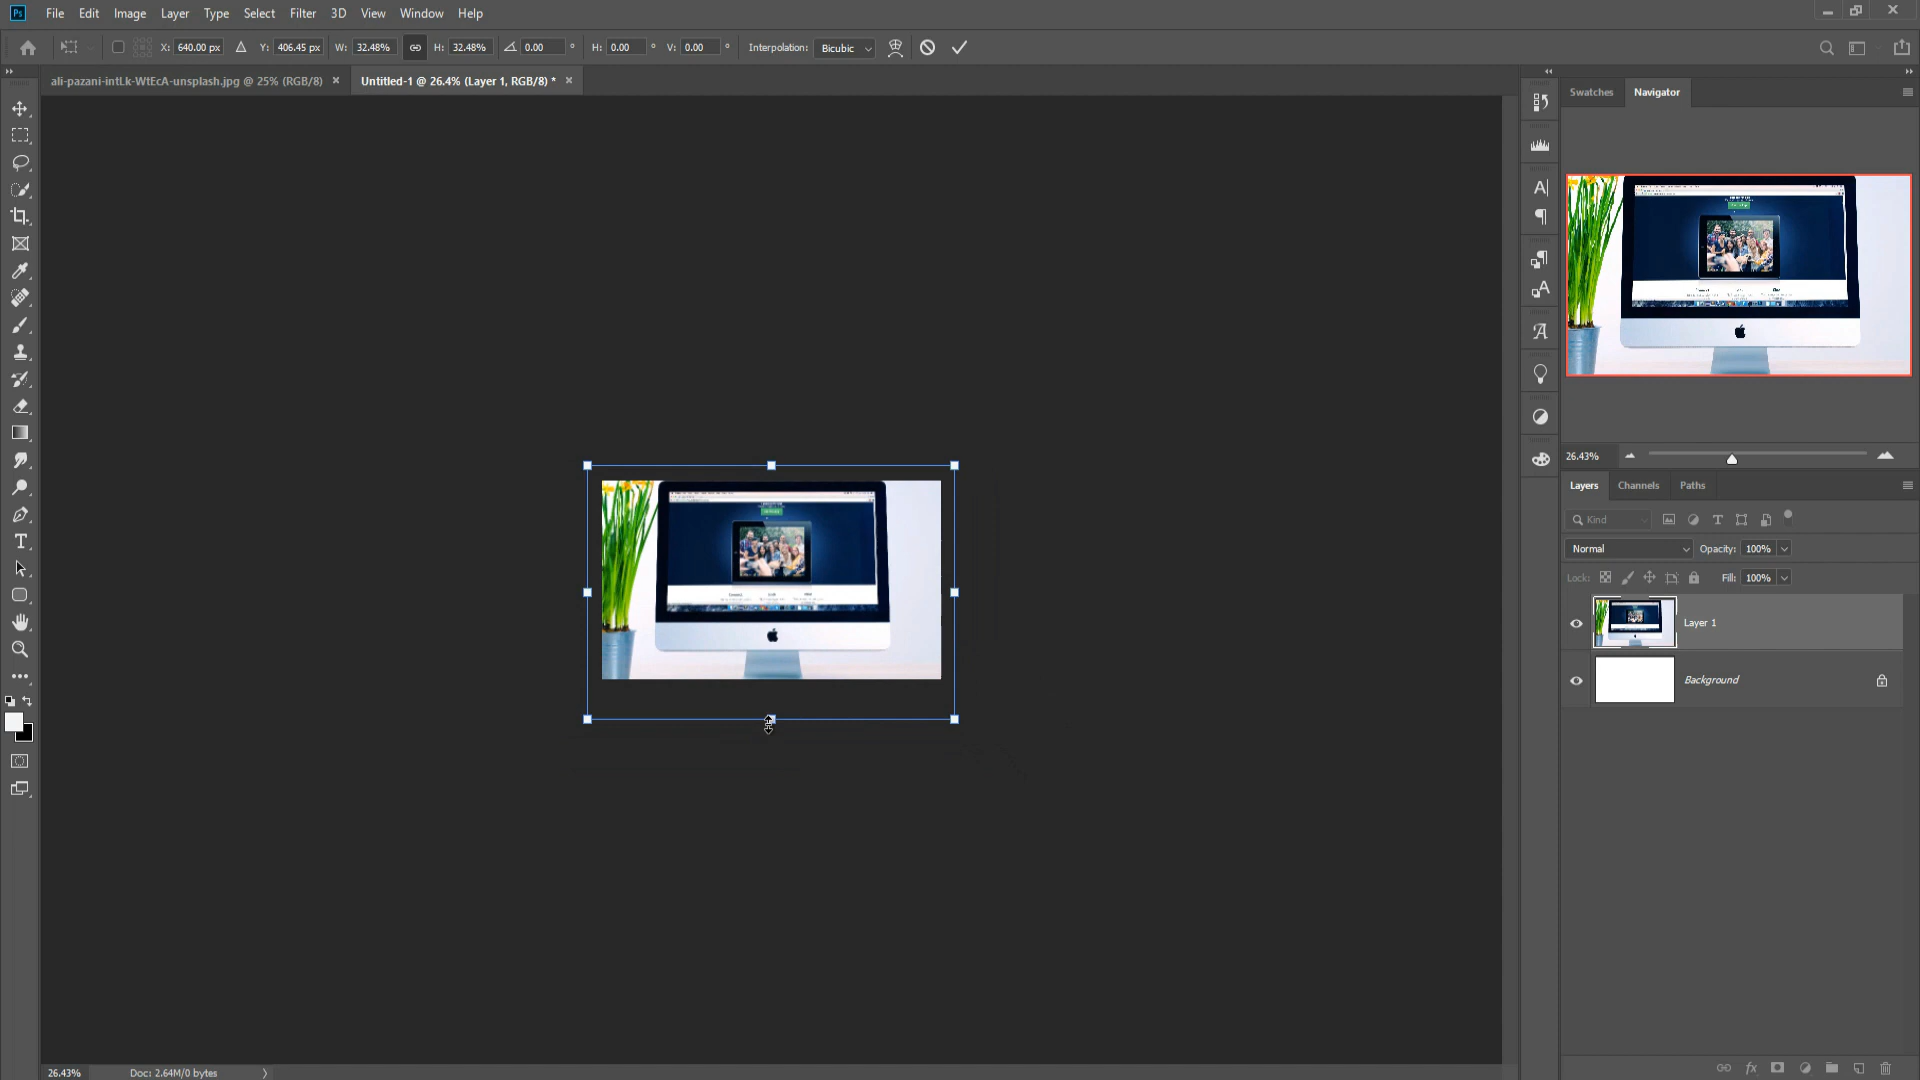 Ps File Edit Image Layer Type Select Filter 3D View Window Help
X: 640.00 px Y: 406.45 px W: 32.48% H: 32.48% 0.00 ° H: 0.00 ° V: 0.00 ° Interpolation: Bicubic
ali-pazani-intLk-WtEcA-unsplash.jpg @ 25% (RGB/8) × Untitled-1 @ 26.4% (Layer 1, RGB/8) * ×
Swatches Navigator
26.43%
Layers Channels Paths
Kind
Normal Opacity: 100%
Lock: Fill: 100%
Layer 1
Background
26.43% Doc: 2.64M/0 bytes